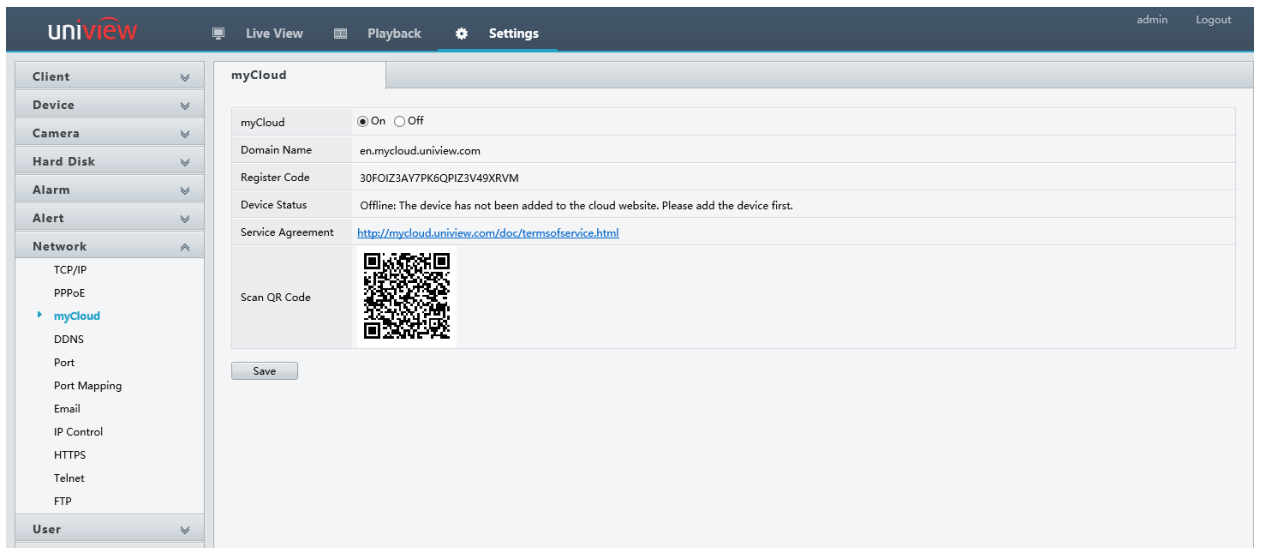 uniview
Live View
Playback
Settings
admin
Logout
Client
Device
Camera
Hard Disk
Alarm
Alert
Network
TCP/IP
PPPoE
myCloud
DDNS
Port
Port Mapping
Email
IP Control
HTTPS
Telnet
FTP
User
myCloud
myCloud On Off
Domain Name en.mycloud.uniview.com
Register Code 30FOIZ3AY7PK6QPIZ3V49XRVM
Device Status Offline: The device has not been added to the cloud website. Please add the device first.
Service Agreement http://mycloud.uniview.com/doc/termsofservice.html
Scan QR Code
Save